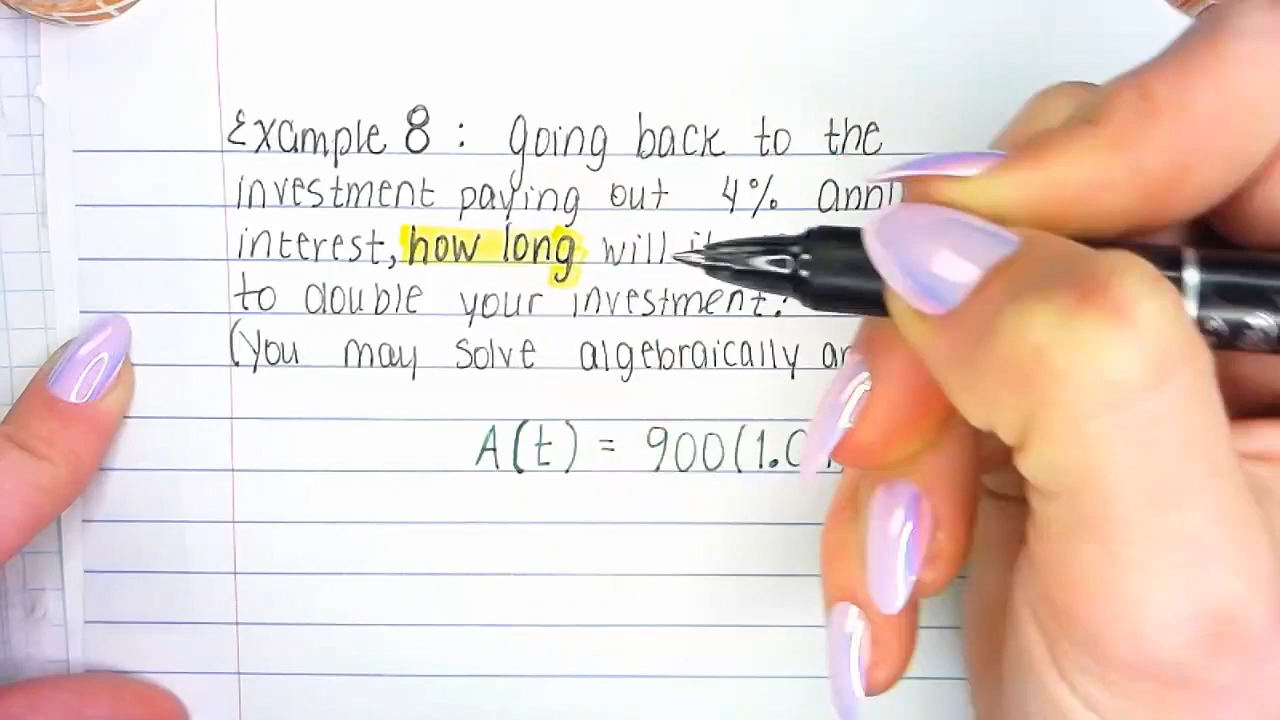 Example 8 : going back to the
investment paying out 4% ann
interest, how long will
to double your investment?
(you may solve algebraically
A(t) = 900(1.0